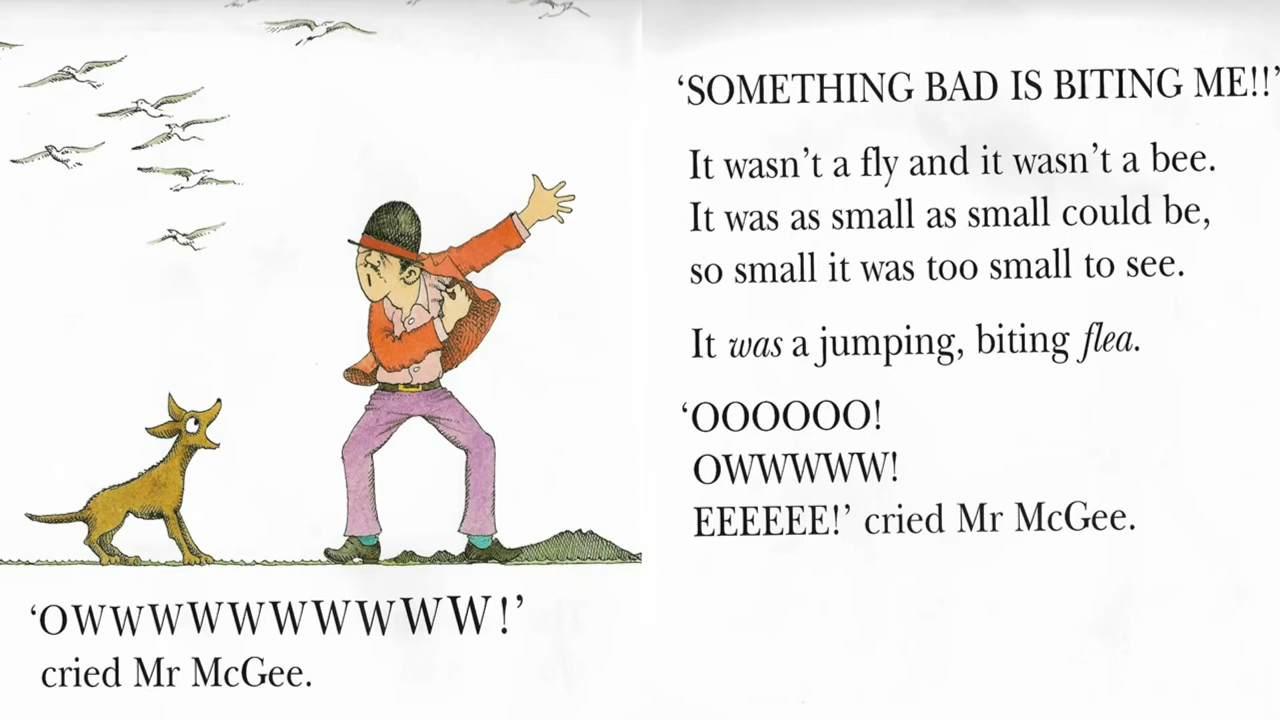 ‘OWWWWWWWWWW!’
cried Mr McGee.
‘SOMETHING BAD IS BITING ME!!’
It wasn’t a fly and it wasn’t a bee.
It was as small as small could be,
so small it was too small to see.
It was a jumping, biting flea.
‘OOOOOO!
OWWWWW!
EEEEEE!’ cried Mr McGee.